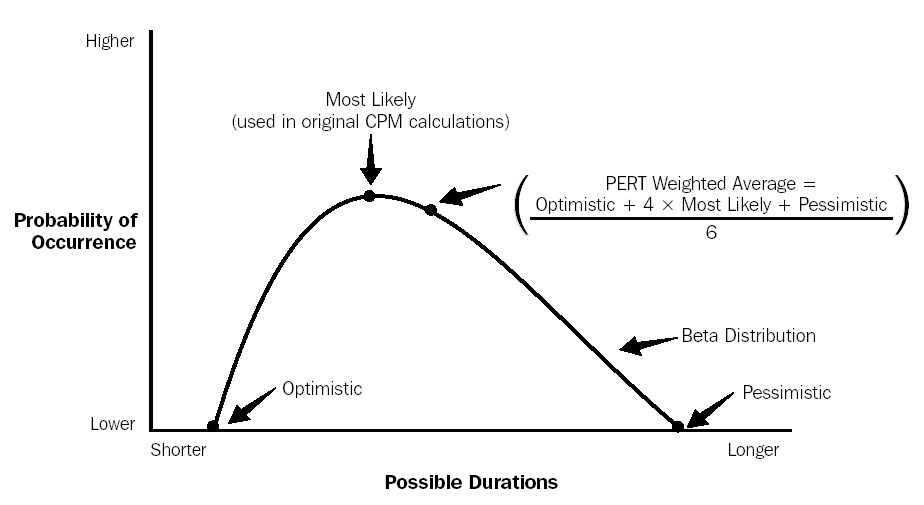 Higher
Most Likely
(used in original CPM calculations)
PERT Weighted Average =
Optimistic + 4 × Most Likely + Pessimistic
6
Probability of
Occurrence
Beta Distribution
Optimistic
Pessimistic
Lower
Shorter
Longer
Possible Durations